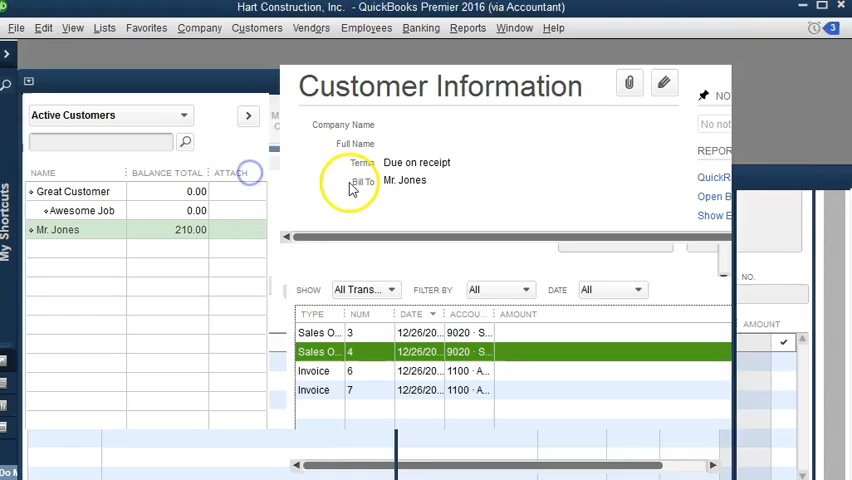 Hart Construction, Inc. - QuickBooks Premier 2016 (via Accountant)
File Edit View Lists Favorites Company Customers Vendors Employees Banking Reports Window Help
3
Active Customers
NAME BALANCE TOTAL ATTACH
Great Customer 0.00
Awesome Job 0.00
Mr. Jones 210.00
My Shortcuts
Do M
Customer Information
Company Name
Full Name
Terms Due on receipt
Bill To Mr. Jones
NO
No not
REPOR
QuickR
Open B
Show E
SHOW All Trans... FILTER BY All DATE All
TYPE NUM DATE ACCOU... AMOUNT
Sales O... 3 12/26/20... 9020 · S...
Sales O... 4 12/26/20... 9020 · S...
Invoice 6 12/26/20... 1100 · A...
Invoice 7 12/26/20... 1100 · A...
NO.
AMOUNT